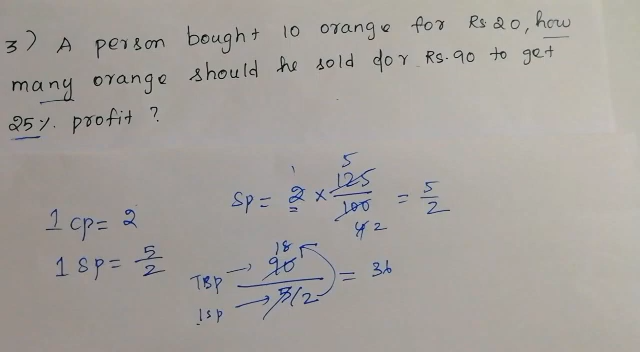 3) A person bought 10 orange for Rs 20, how
many orange should he sold dor Rs.90 to get
25%. profit ?
SP = 2 × 125/100 = 5/2
1 5 4 2
1 CP = 2
1 SP = 5/2
TSP → 90/(5/2) = 36
18
1SP →